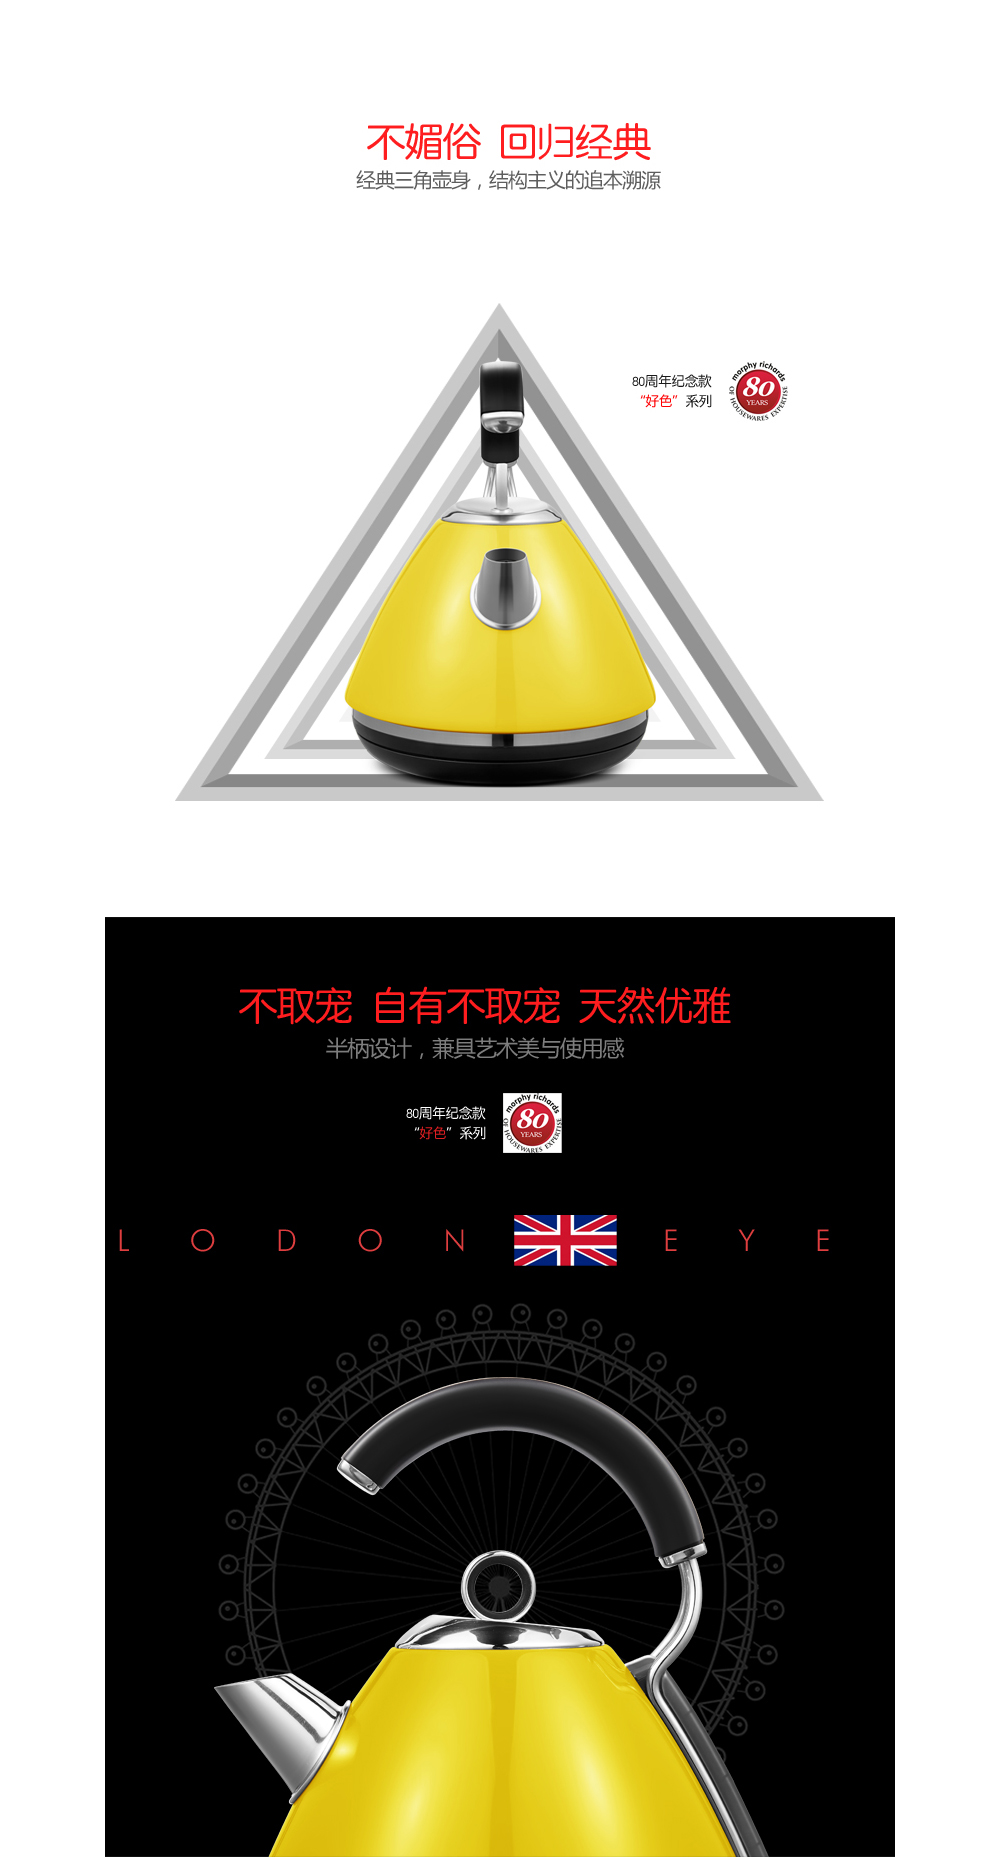 不媚俗 回归经典
经典三角壶身，结构主义的追本溯源
80周年纪念款
“好色”系列
morphy richards
80
YEARS
OF HOUSEWARES EXPERTISE
不取宠 自有不取宠 天然优雅
半柄设计，兼具艺术美与使用感
80周年纪念款
“好色”系列
morphy richards
80
YEARS
OF HOUSEWARES EXPERTISE
LODON EYE